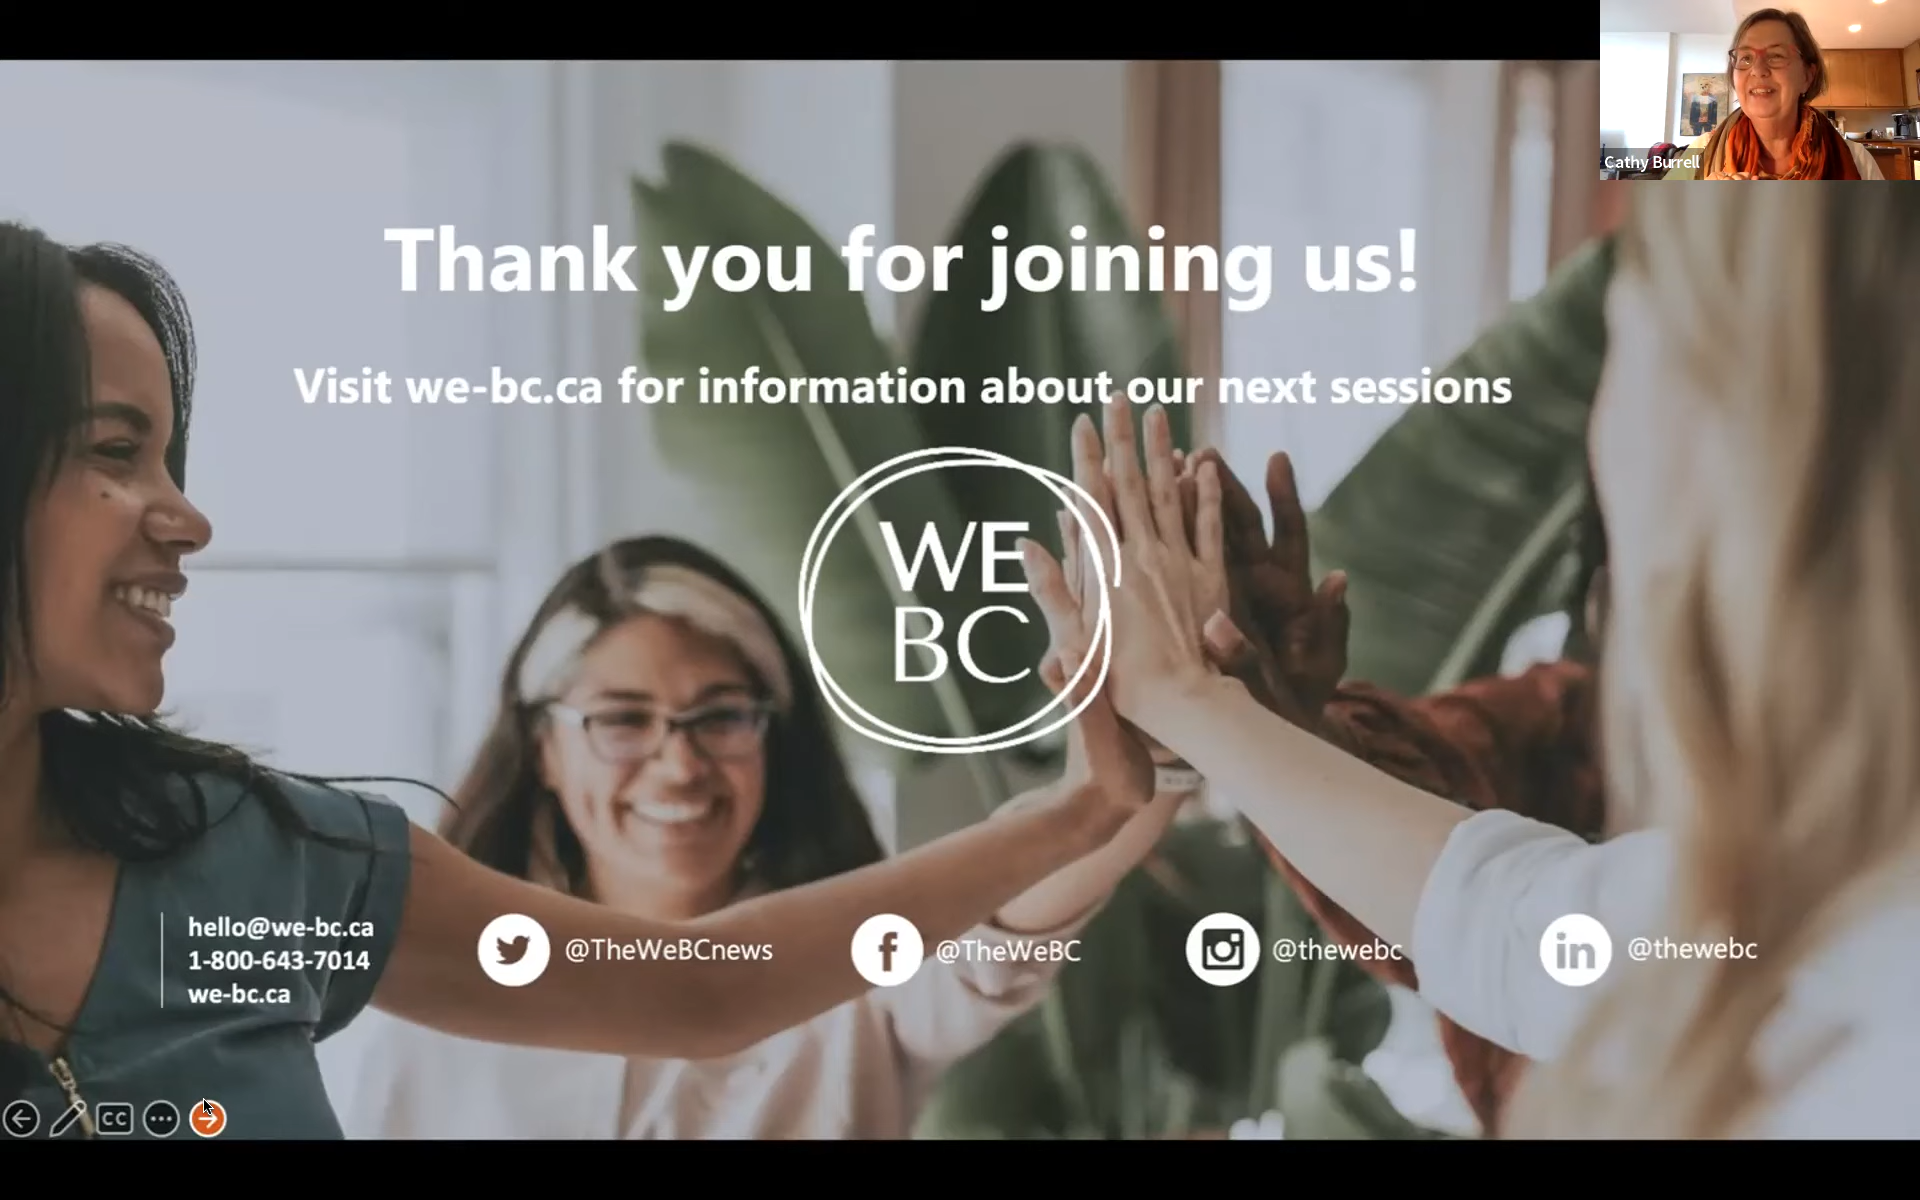 Cathy Burrell
Thank you for joining us!
Visit we-bc.ca for information about our next sessions
WE
BC
hello@we-bc.ca
1-800-643-7014
we-bc.ca
@TheWeBCnews
@TheWeBC
@thewebc
in @thewebc
CC